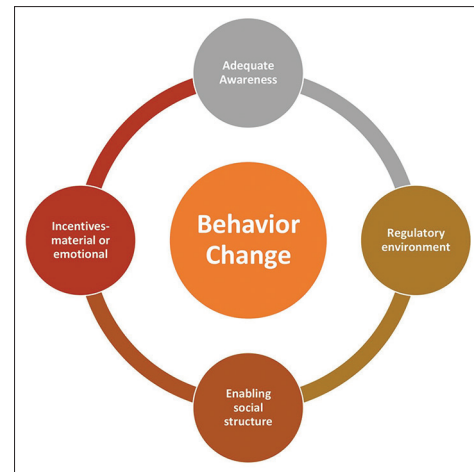 Adequate
Awareness
Incentives-
material or
emotional
Behavior
Change
Regulatory
environment
Enabling
social
structure